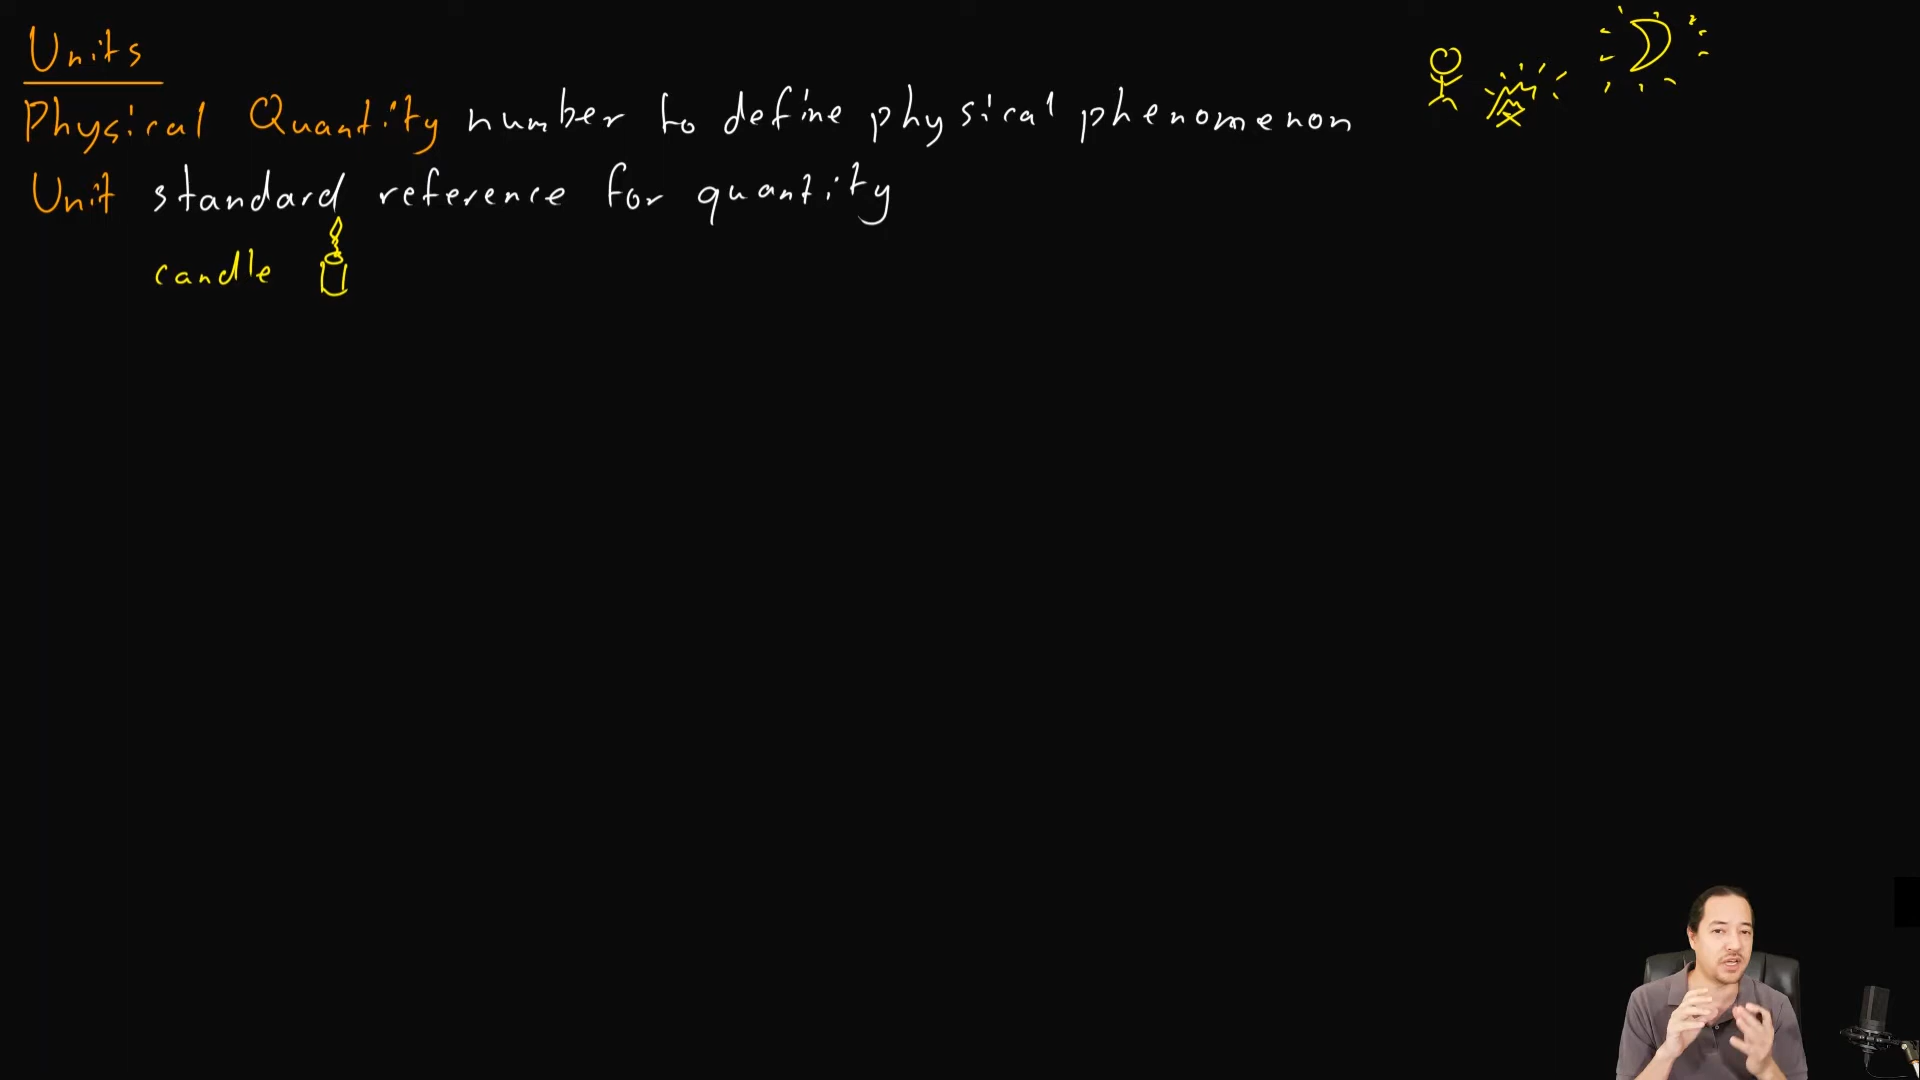 Units
Physical Quantity number to define physical phenomenon
Unit standard reference for quantity
candle